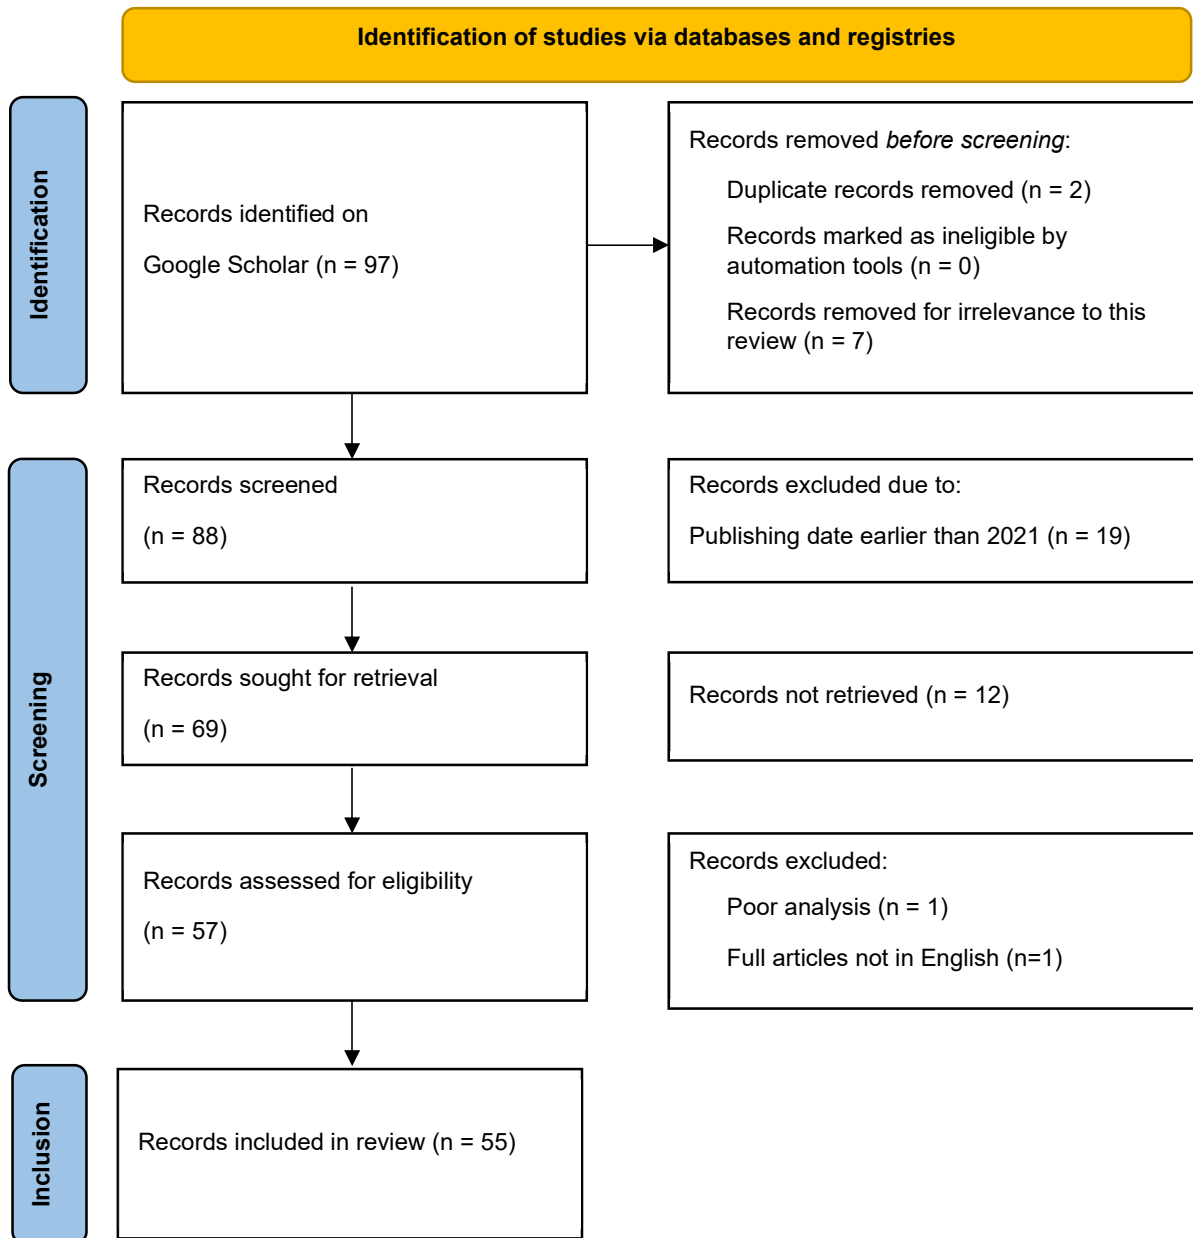 Identification of studies via databases and registries
Identification
Records identified on
Google Scholar (n = 97)
Records removed before screening:
Duplicate records removed (n = 2)
Records marked as ineligible by
automation tools (n = 0)
Records removed for irrelevance to this
review (n = 7)
Screening
Records screened
(n = 88)
Records excluded due to:
Publishing date earlier than 2021 (n = 19)
Records sought for retrieval
(n = 69)
Records not retrieved (n = 12)
Records assessed for eligibility
(n = 57)
Records excluded:
Poor analysis (n = 1)
Full articles not in English (n=1)
Inclusion
Records included in review (n = 55)